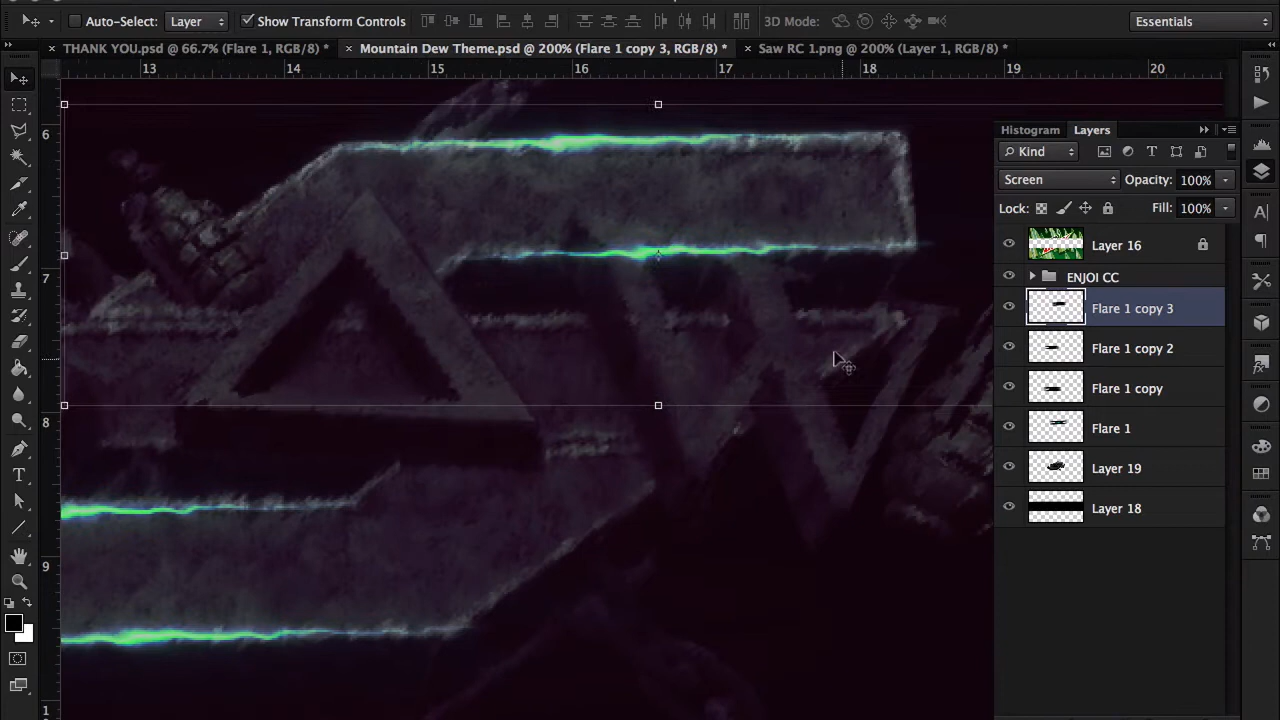 Auto-Select: Layer Show Transform Controls 3D Mode: Essentials
THANK YOU.psd @ 66.7% (Flare 1, RGB/8) * Mountain Dew Theme.psd @ 200% (Flare 1 copy 3, RGB/8) * Saw RC 1.png @ 200% (Layer 1, RGB/8) *
13 14 15 16 17 18 19 20
6
7
8
9
1
Histogram Layers
Kind
Screen Opacity: 100%
Lock: Fill: 100%
Layer 16
ENJOI CC
Flare 1 copy 3
Flare 1 copy 2
Flare 1 copy
Flare 1
Layer 19
Layer 18